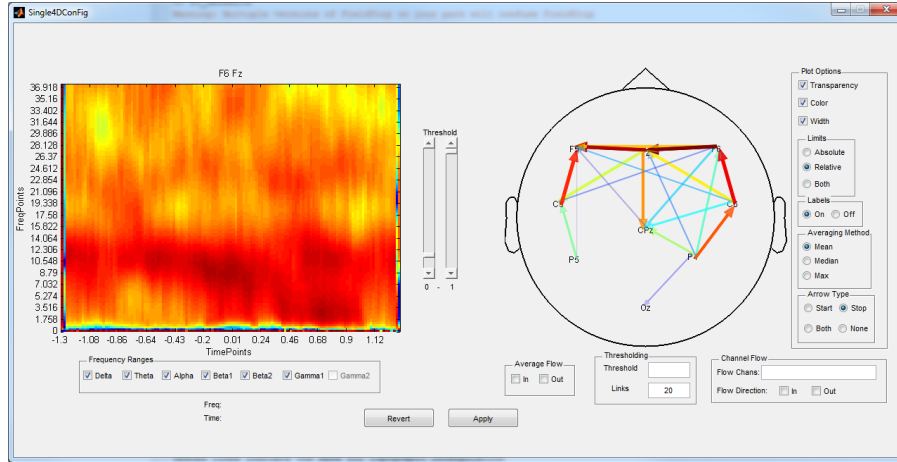 Single4DConFig
F6 Fz
36.918
35.16
33.402
31.644
29.886
28.128
26.37
24.612
22.854
21.096
19.338
17.58
15.822
14.064
12.306
10.548
8.79
7.032
5.274
3.516
1.758
0
FreqPoints
-1.3 -1.08 -0.86 -0.64 -0.43 -0.2 0.01 0.24 0.46 0.68 0.9 1.12
TimePoints
Threshold
0 - 1
CPz
P5
Oz
Plot Options
Transparency
Color
Width
Limits
Absolute
Relative
Both
Labels
On Off
Averaging Method
Mean
Median
Max
Arrow Type
Start Stop
Both None
Frequency Ranges
Delta Theta Alpha Beta1 Beta2 Gamma1 Gamma2
Freq:
Time:
Revert Apply
Average Flow
In Out
Thresholding
Threshold
Links 20
Channel Flow
Flow Chans:
Flow Direction: In Out